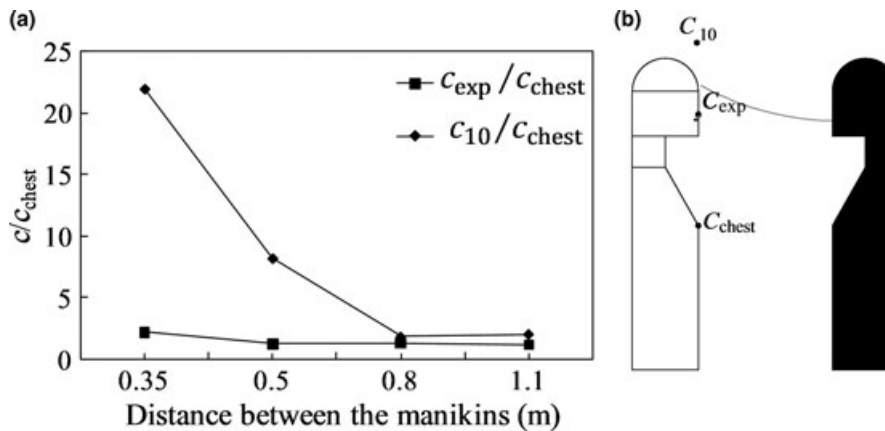 (a)
25
20
15
10
5
0
c/c_chest
c_exp/c_chest
c_10/c_chest
0.35 0.5 0.8 1.1
Distance between the manikins (m)
(b)
C_10
C_exp
C_chest